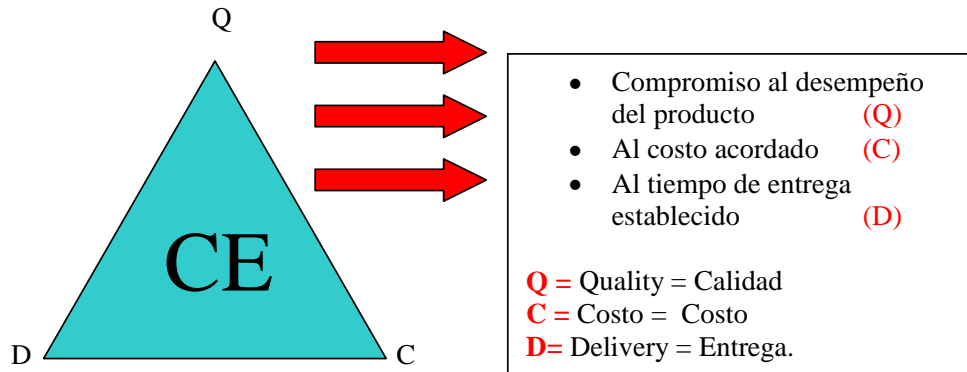 Q
CE
D
C
• Compromiso al desempeño
del producto (Q)
• Al costo acordado (C)
• Al tiempo de entrega
establecido (D)
Q = Quality = Calidad
C = Costo = Costo
D= Delivery = Entrega.